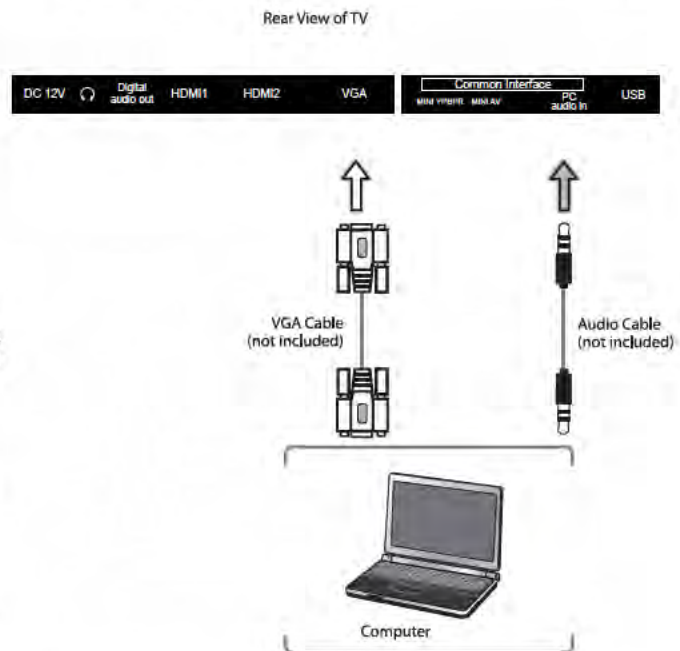 Rear View of TV
DC 12V
Digital
audio out
HDMI1
HDMI2
VGA
Common Interface
MINI YPBPR
MINI AV
PC
audio in
USB
VGA Cable
(not included)
Audio Cable
(not included)
Computer